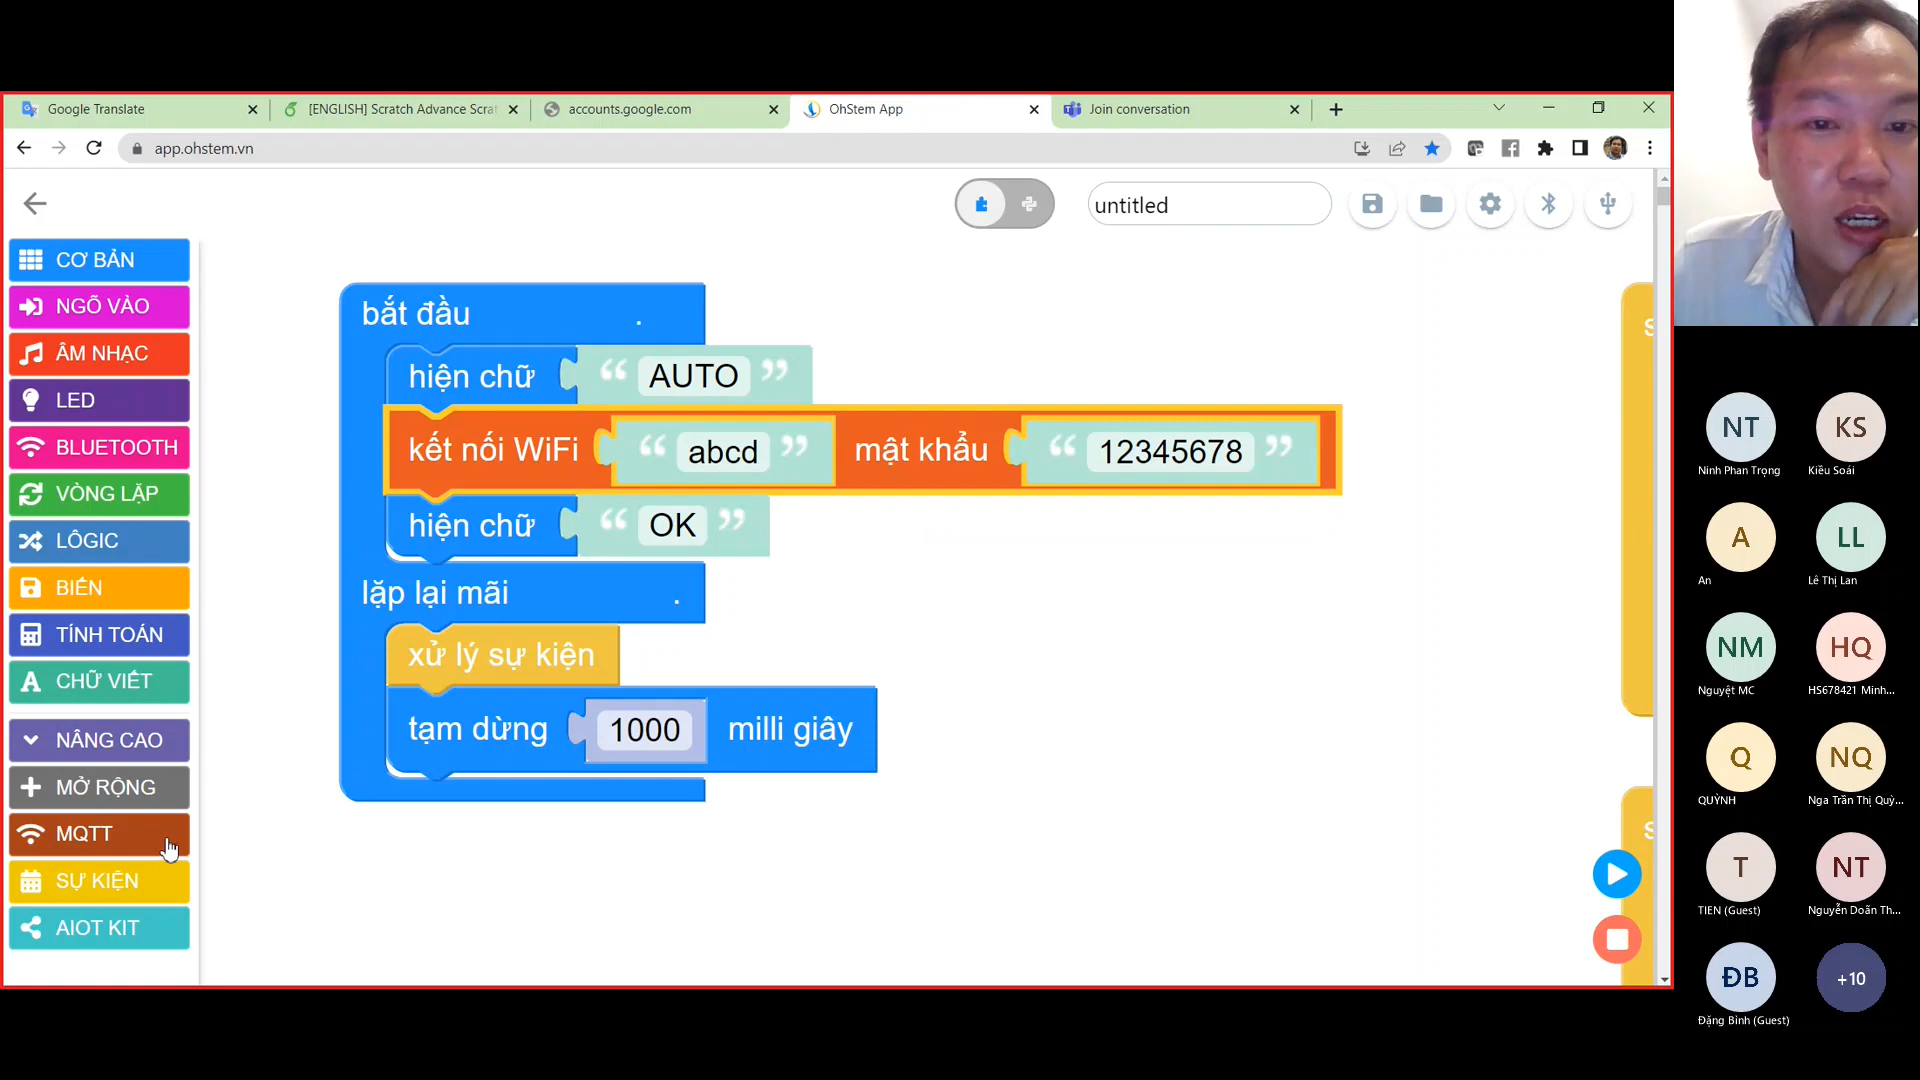 Google Translate
[ENGLISH] Scratch Advance Scra
accounts.google.com
OhStem App
Join conversation
app.ohstem.vn
untitled
CƠ BẢN
NGÕ VÀO
ÂM NHẠC
LED
BLUETOOTH
VÒNG LẶP
LÔGIC
BIẾN
TÍNH TOÁN
CHỮ VIẾT
NÂNG CAO
MỞ RỘNG
MQTT
SỰ KIỆN
AIOT KIT
bắt đầu .
hiện chữ “ AUTO ”
kết nối WiFi “ abcd ” mật khẩu “ 12345678 ”
hiện chữ “ OK ”
lặp lại mãi .
xử lý sự kiện
tạm dừng 1000 milli giây
NT
Ninh Phan Trọng
KS
Kiều Soái
A
An
LL
Lê Thị Lan
NM
Nguyệt MC
HQ
HS678421 Minh...
Q
QUỲNH
NQ
Nga Trần Thị Quỳ...
T
TIEN (Guest)
NT
Nguyễn Doãn Th...
ĐB
Đặng Bình (Guest)
+10